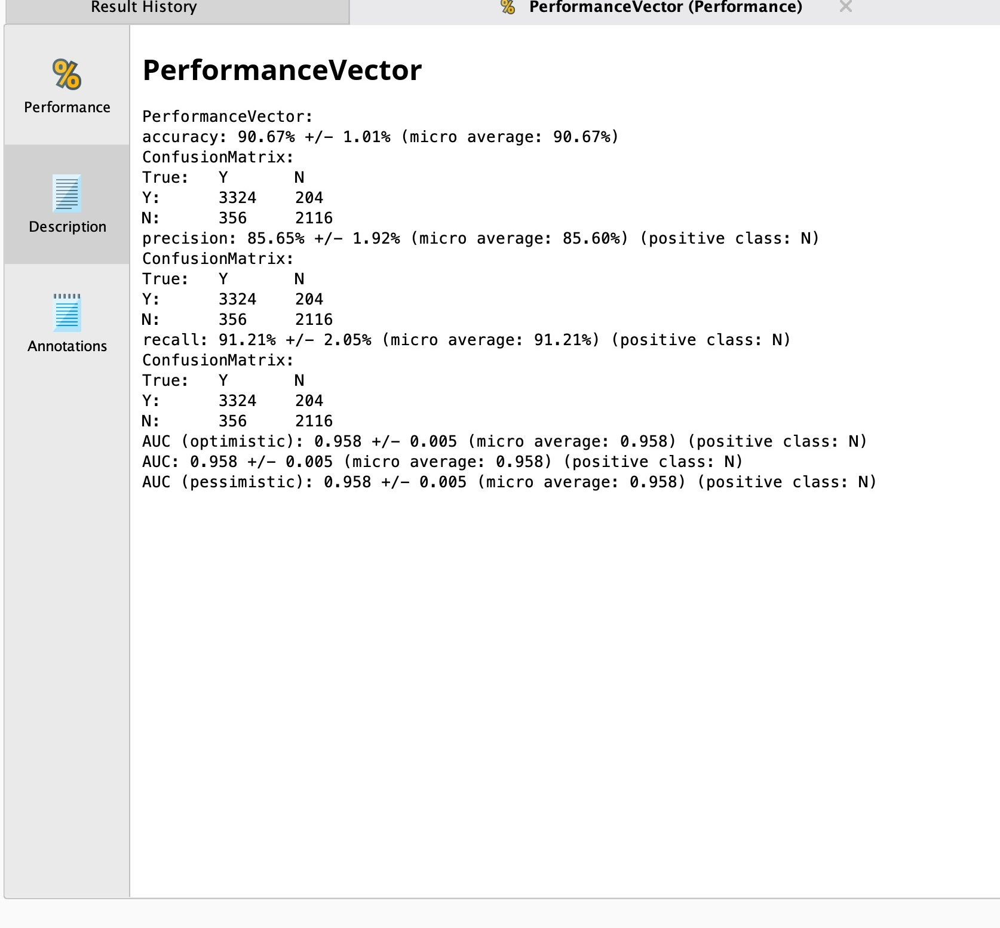 Result History
PerformanceVector (Performance)
Performance
Description
Annotations
PerformanceVector
PerformanceVector:
accuracy: 90.67% +/- 1.01% (micro average: 90.67%)
ConfusionMatrix:
True: Y N
Y: 3324 204
N: 356 2116
precision: 85.65% +/- 1.92% (micro average: 85.60%) (positive class: N)
ConfusionMatrix:
True: Y N
Y: 3324 204
N: 356 2116
recall: 91.21% +/- 2.05% (micro average: 91.21%) (positive class: N)
ConfusionMatrix:
True: Y N
Y: 3324 204
N: 356 2116
AUC (optimistic): 0.958 +/- 0.005 (micro average: 0.958) (positive class: N)
AUC: 0.958 +/- 0.005 (micro average: 0.958) (positive class: N)
AUC (pessimistic): 0.958 +/- 0.005 (micro average: 0.958) (positive class: N)